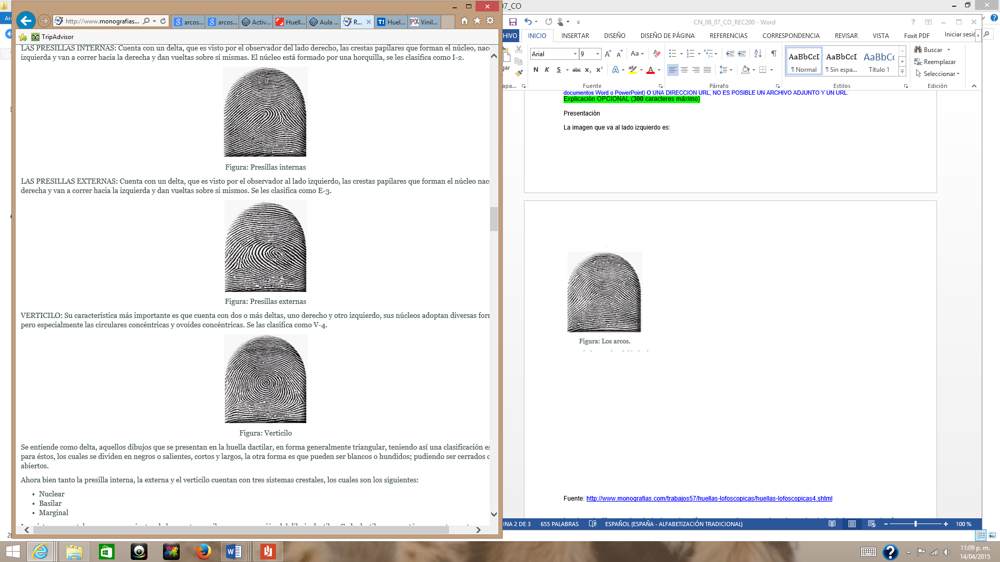 http://www.monografias...
arcos...
arcos...
Activ...
Huell...
Aula ...
R...
Huel...
Vinil...
TripAdvisor
LAS PRESILLAS INTERNAS: Cuenta con un delta, que es visto por el observador del lado derecho, las crestas papilares que forman el núcleo, nac
izquierda y van a correr hacia la derecha y dan vueltas sobre sí mismas. El núcleo está formado por una horquilla, se les clasifica como I-2.
Figura: Presillas internas
LAS PRESILLAS EXTERNAS: Cuenta con un delta, que es visto por el observador al lado izquierdo, las crestas papilares que forman el núcleo nac
derecha y van a correr hacia la izquierda y dan vueltas sobre si mismos. Se les clasifica como E-3.
Figura: Presillas externas
VERTICILO: Su característica más importante es que cuenta con dos o más deltas, uno derecho y otro izquierdo, sus núcleos adoptan diversas for
pero especialmente las circulares concéntricas y ovoides concéntricas. Se las clasifica como V-4.
Figura: Verticilo
Se entiende como delta, aquellos dibujos que se presentan en la huella dactilar, en forma generalmente triangular, teniendo así una clasificación es
para éstos, los cuales se dividen en negros o salientes, cortos y largos, la otra forma es que pueden ser blancos o hundidos; pudiendo ser cerrados o
abiertos.
Ahora bien tanto la presilla interna, la externa y el verticilo cuentan con tres sistemas crestales, los cuales son los siguientes:
• Nuclear
• Basilar
• Marginal
07_CO
CN_08_07_CO_REC200 - Word
HIVO INICIO INSERTAR DISEÑO DISEÑO DE PÁGINA REFERENCIAS CORRESPONDENCIA REVISAR VISTA Foxit PDF Iniciar sesió
Arial 9
N K S abc x₂ x²
AaBbCcI AaBbCcI AaBbCc
¶ Normal ¶ Sin espa... Título 1
Buscar
Reemplazar
Seleccionar
apa... Fuente Párrafo Estilos Edición
documentos Word o PowerPoint) O UNA DIRECCION URL, NO ES POSIBLE UN ARCHIVO ADJUNTO Y UN URL.
Explicación OPCIONAL (300 caracteres máximo)
Presentación
La imagen que va al lado izquierdo es:
Figura: Los arcos.
Fuente: http://www.monografias.com/trabajos57/huellas-lofoscopicas/huellas-lofoscopicas4.shtml
INA 2 DE 3 655 PALABRAS ESPAÑOL (ESPAÑA - ALFABETIZACIÓN TRADICIONAL) 100 %
11:09 p. m.
14/04/2015